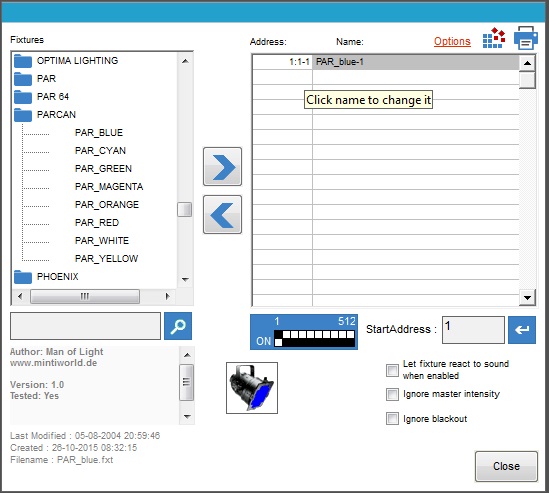 Fixtures
Address:
Name:
Options
OPTIMA LIGHTING
PAR
PAR 64
PARCAN
PAR_BLUE
PAR_CYAN
PAR_GREEN
PAR_MAGENTA
PAR_ORANGE
PAR_RED
PAR_WHITE
PAR_YELLOW
PHOENIX
1:1-1
PAR_blue-1
Click name to change it
1
512
ON
StartAddress :
1
Author: Man of Light
www.mintiworld.de
Version: 1.0
Tested: Yes
Let fixture react to sound
when enabled
Ignore master intensity
Ignore blackout
Last Modified : 05-08-2004 20:59:46
Created : 26-10-2015 08:32:15
Filename : PAR_blue.fxt
Close